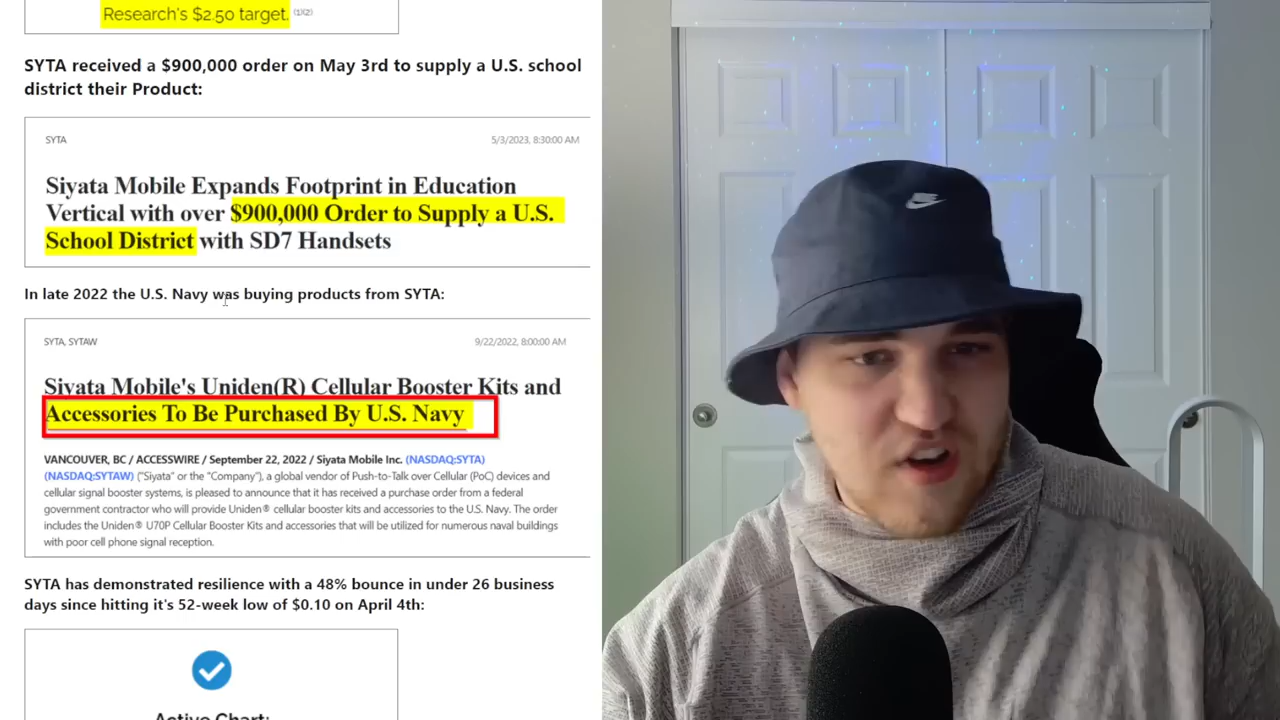 Research's $2.50 target. (1)(2)
SYTA received a $900,000 order on May 3rd to supply a U.S. school
district their Product:
SYTA 5/3/2023, 8:30:00 AM
Siyata Mobile Expands Footprint in Education
Vertical with over $900,000 Order to Supply a U.S.
School District with SD7 Handsets
In late 2022 the U.S. Navy was buying products from SYTA:
SYTA, SYTAW 9/22/2022, 8:00:00 AM
Siyata Mobile's Uniden(R) Cellular Booster Kits and
Accessories To Be Purchased By U.S. Navy
VANCOUVER, BC / ACCESSWIRE / September 22, 2022 / Siyata Mobile Inc. (NASDAQ:SYTA)
(NASDAQ:SYTAW) ("Siyata" or the "Company"), a global vendor of Push-to-Talk over Cellular (PoC) devices and
cellular signal booster systems, is pleased to announce that it has received a purchase order from a federal
government contractor who will provide Uniden® cellular booster kits and accessories to the U.S. Navy. The order
includes the Uniden® U70P Cellular Booster Kits and accessories that will be utilized for numerous naval buildings
with poor cell phone signal reception.
SYTA has demonstrated resilience with a 48% bounce in under 26 business
days since hitting it's 52-week low of $0.10 on April 4th:
Active Chart: